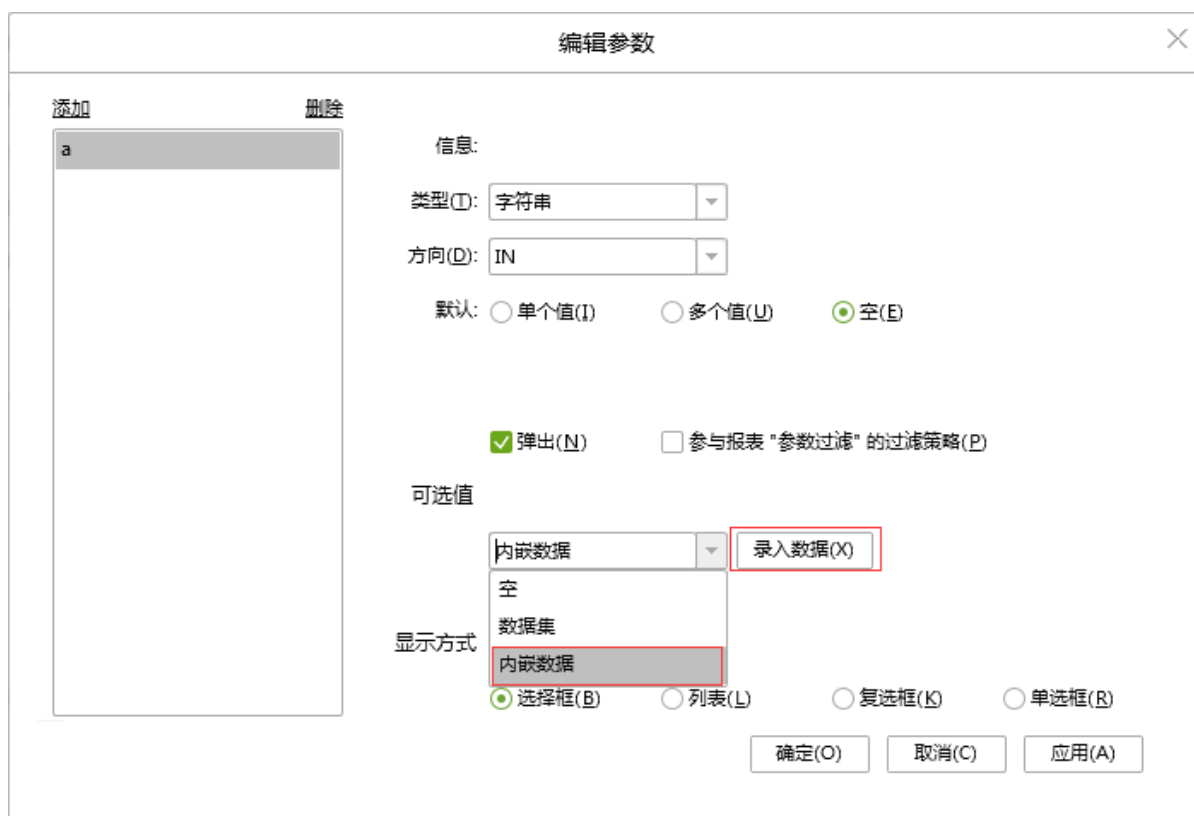 编辑参数
添加 删除
a
信息:
类型(T): 字符串
方向(D): IN
默认: 单个值(I) 多个值(U) 空(E)
弹出(N) 参与报表 "参数过滤" 的过滤策略(P)
可选值
内嵌数据 录入数据(X)
空
数据集
内嵌数据
显示方式
选择框(B) 列表(L) 复选框(K) 单选框(R)
确定(O) 取消(C) 应用(A)